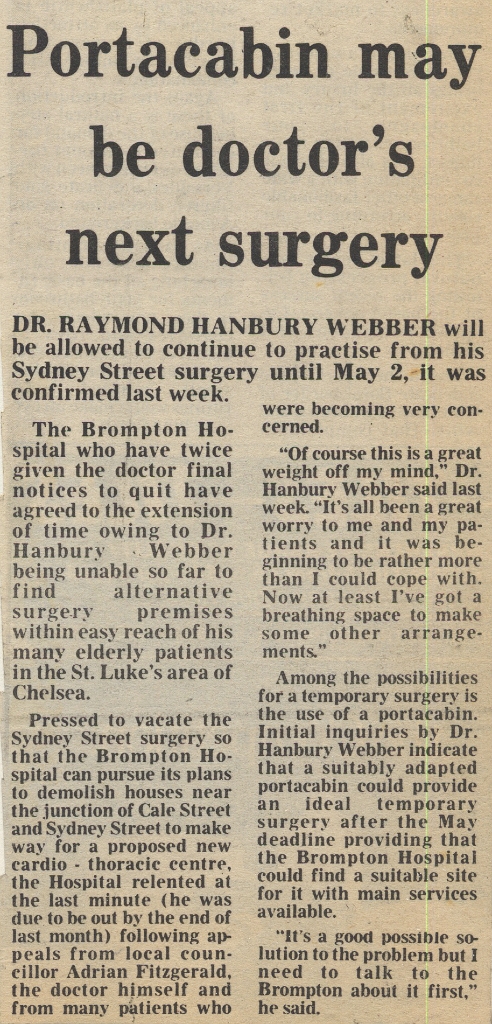 Portacabin may
be doctor's
next surgery
DR. RAYMOND HANBURY WEBBER will
be allowed to continue to practise from his
Sydney Street surgery until May 2, it was
confirmed last week.
The Brompton Ho-
spital who have twice
given the doctor final
notices to quit have
agreed to the extension
of time owing to Dr.
Hanbury Webber
being unable so far to
find alternative
surgery premises
within easy reach of his
many elderly patients
in the St. Luke's area of
Chelsea.
Pressed to vacate the
Sydney Street surgery so
that the Brompton Ho-
spital can pursue its plans
to demolish houses near
the junction of Cale Street
and Sydney Street to make
way for a proposed new
cardio - thoracic centre,
the Hospital relented at
the last minute (he was
due to be out by the end of
last month) following ap-
peals from local coun-
cillor Adrian Fitzgerald,
the doctor himself and
from many patients who
were becoming very con-
cerned.
"Of course this is a great
weight off my mind," Dr.
Hanbury Webber said last
week. "It's all been a great
worry to me and my pa-
tients and it was be-
ginning to be rather more
than I could cope with.
Now at least I've got a
breathing space to make
some other arrange-
ments."
Among the possibilities
for a temporary surgery is
the use of a portacabin.
Initial inquiries by Dr.
Hanbury Webber indicate
that a suitably adapted
portacabin could provide
an ideal temporary
surgery after the May
deadline providing that
the Brompton Hospital
could find a suitable site
for it with main services
available.
"It's a good possible so-
lution to the problem but I
need to talk to the
Brompton about it first,"
he said.